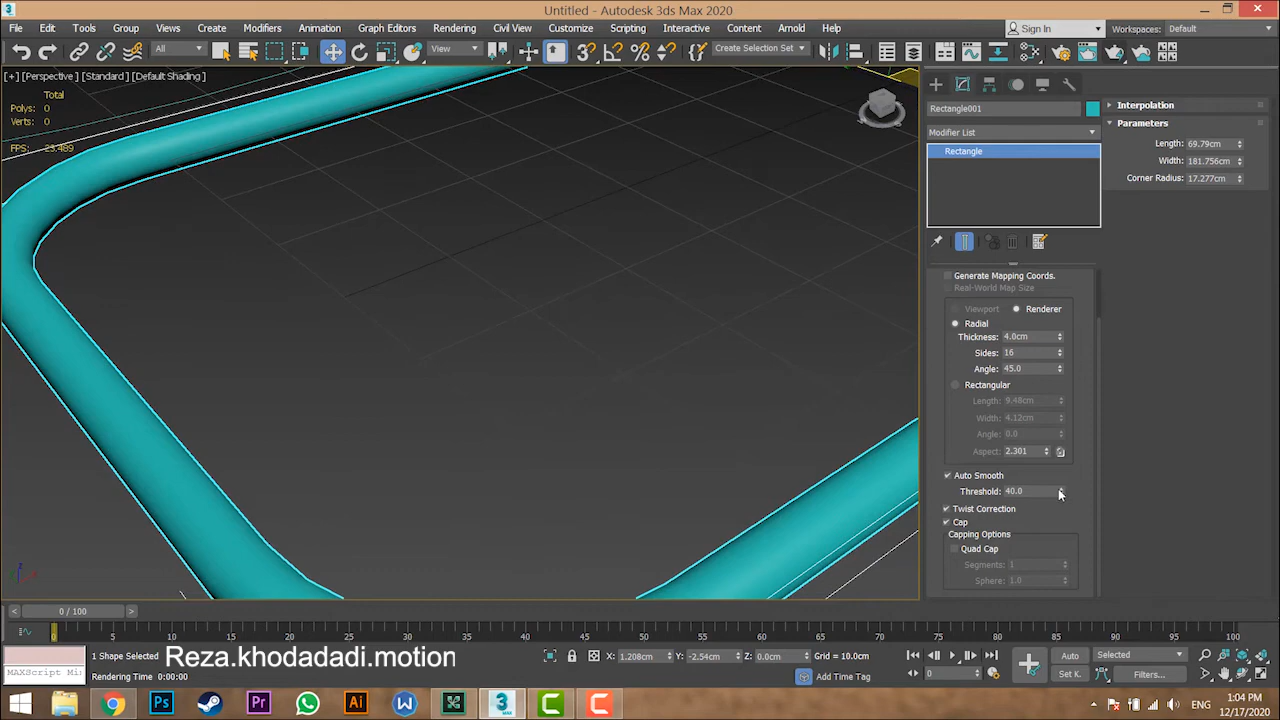 Untitled - Autodesk 3ds Max 2020
File Edit Tools Group Views Create Modifiers Animation Graph Editors Rendering Civil View Customize Scripting Interactive Content Arnold Help
Sign In Workspaces: Default
All View Create Selection Set
[+] [Perspective] [Standard] [Default Shading]
Total
Polys: 0
Verts: 0
FPS: 23.489
Rectangle001
Modifier List
Rectangle
Interpolation
Parameters
Length: 69.79cm
Width: 181.756cm
Corner Radius: 17.277cm
Generate Mapping Coords.
Real-World Map Size
Viewport Renderer
Radial
Thickness: 4.0cm
Sides: 16
Angle: 45.0
Rectangular
Length: 9.48cm
Width: 4.12cm
Angle: 0.0
Aspect: 2.301
Auto Smooth
Threshold: 40.0
Twist Correction
Cap
Capping Options
Quad Cap
Segments: 1
Sphere: 1.0
0 / 100
0 5 10 15 20 25 30 35 40 45 50 55 60 65 70 75 80 85 90 95 100
1 Shape Selected
Reza.khodadadi.motion
X: 1.208cm Y: -2.54cm Z: 0.0cm Grid = 10.0cm
Auto Selected
MAXScript Mi:
Rendering Time 0:00:00
Add Time Tag
0
Set K. Filters...
1:04 PM
ENG
12/17/2020